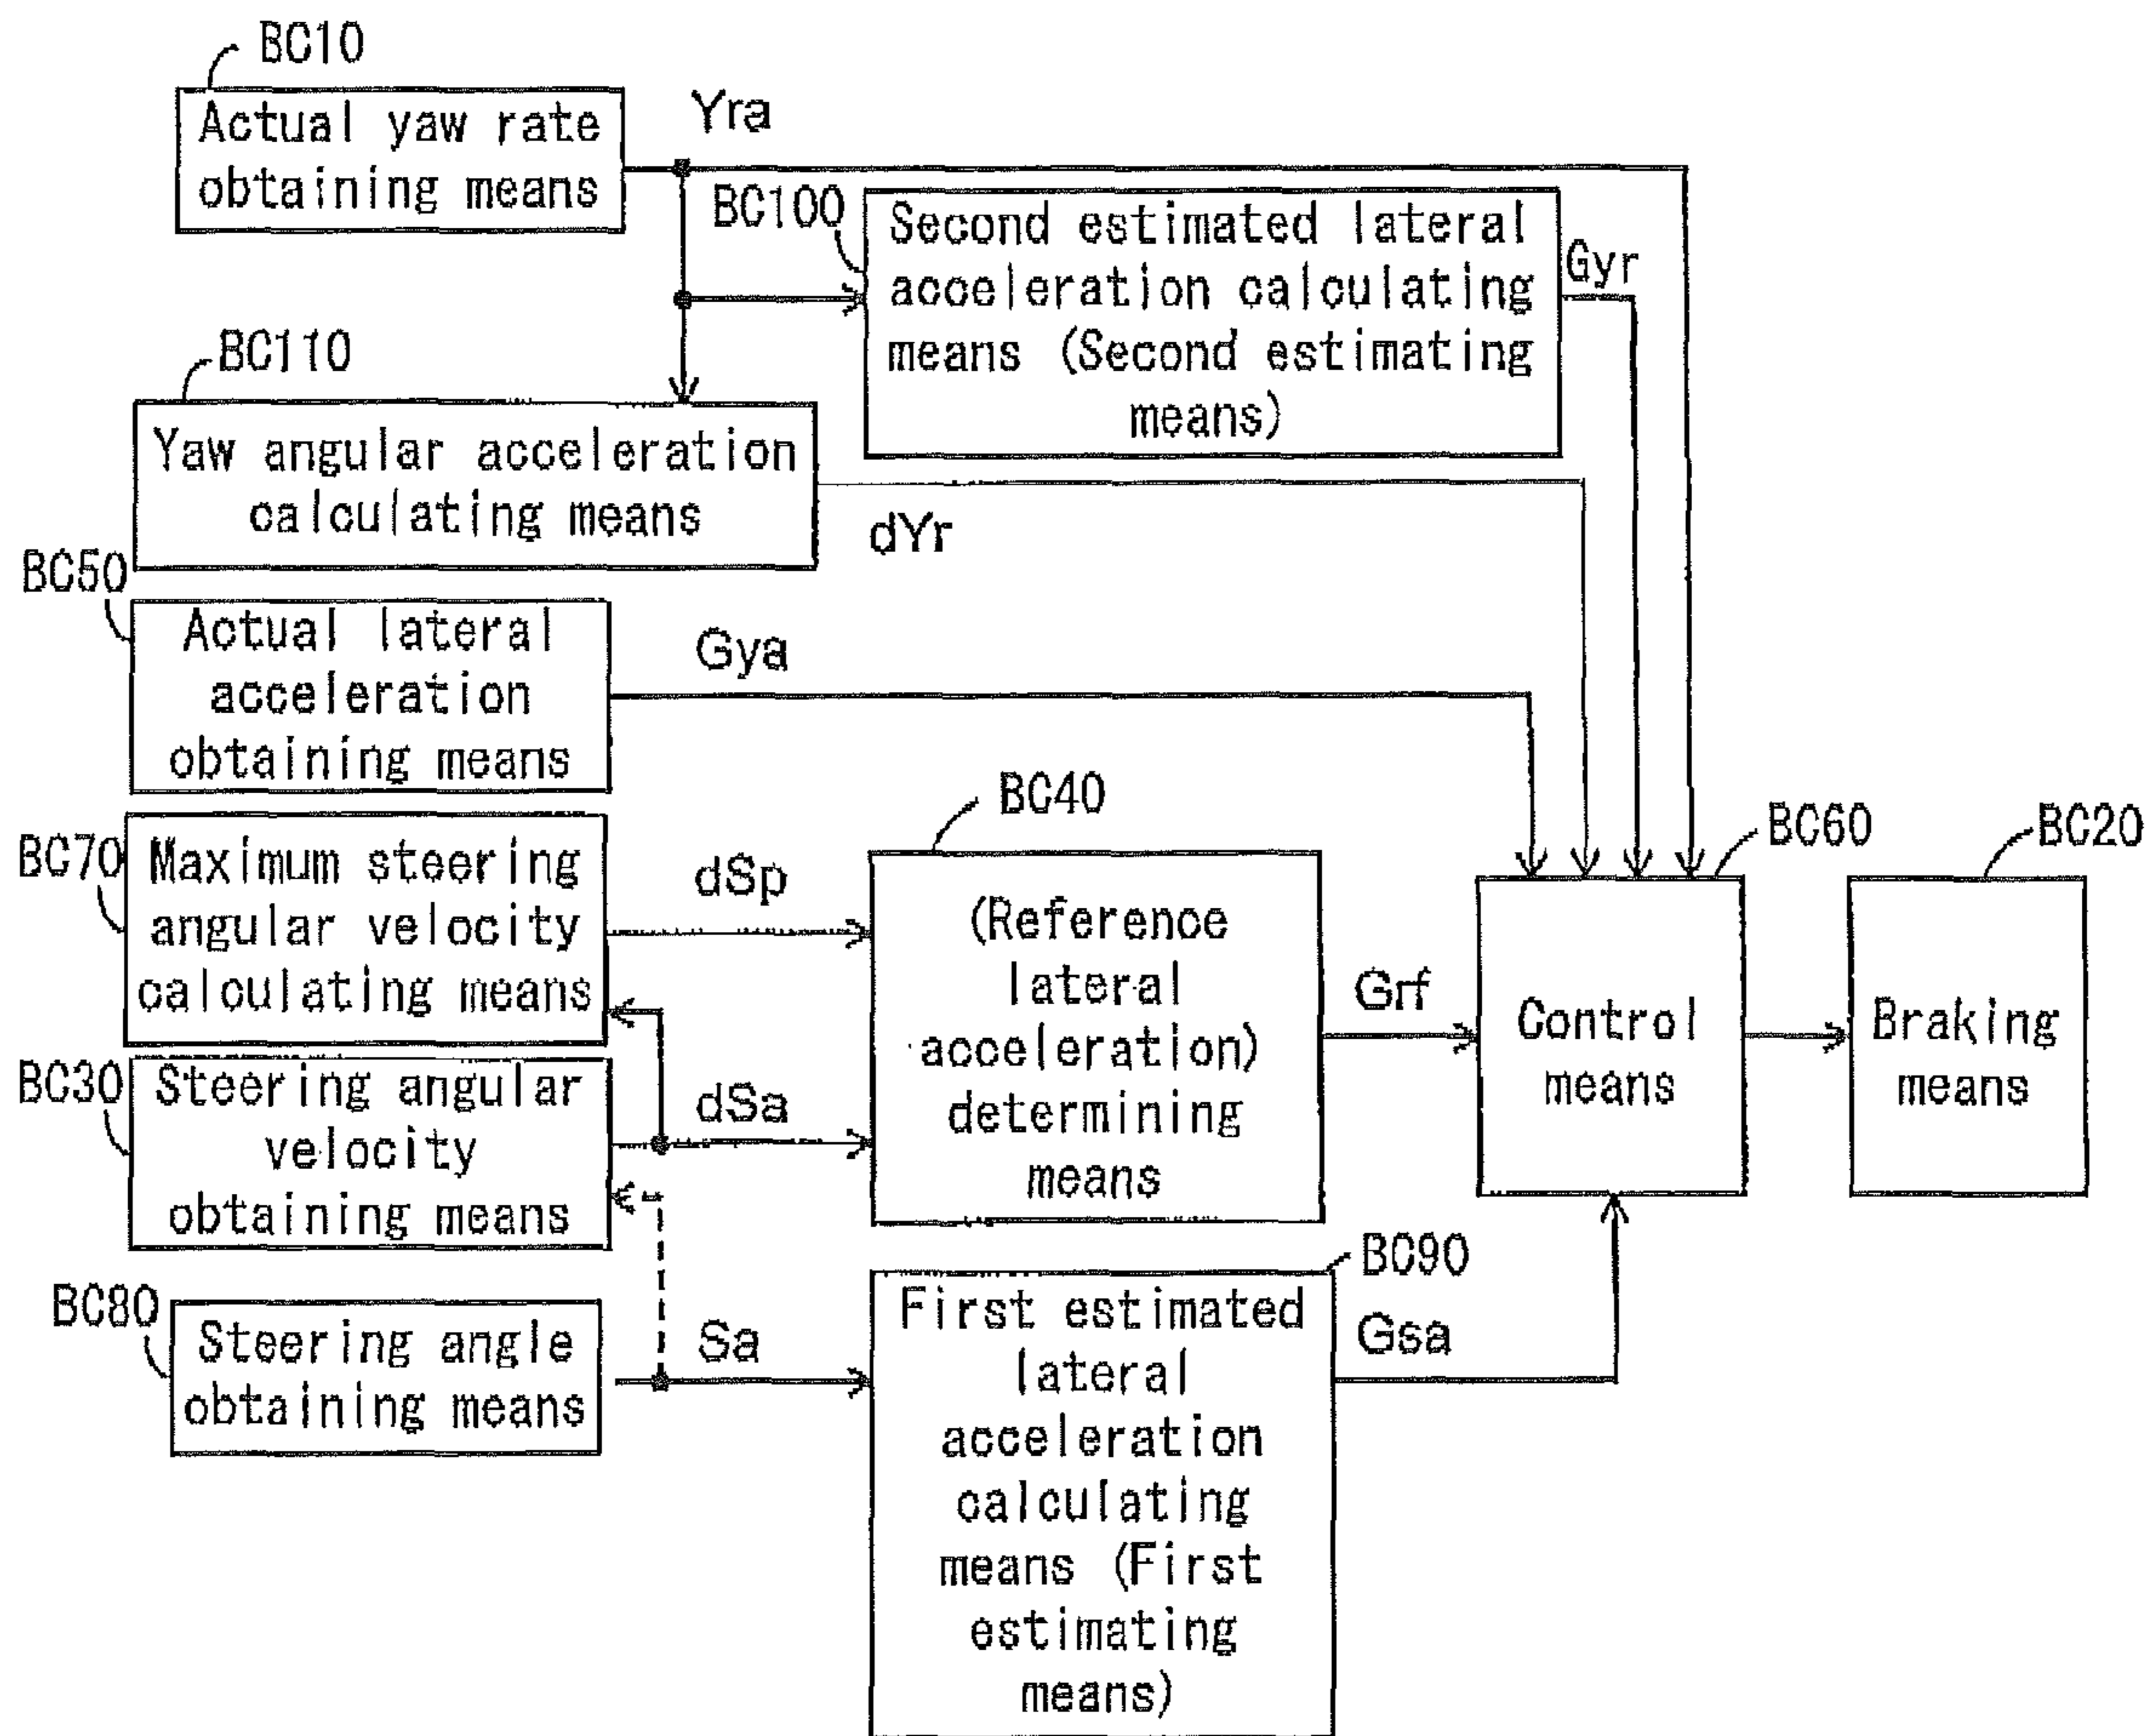 BC10
Actual yaw rate
obtaining means
Yra
BC100
Second estimated lateral
acceleration calculating
means (Second estimating
means)
Gyr
BC110
Yaw angular acceleration
calculating means
dYr
BC50
Actual lateral
acceleration
obtaining means
Gya
BC70
Maximum steering
angular velocity
calculating means
dSp
BC40
(Reference
lateral
acceleration)
determining
means
Grf
BC60
Control
means
BC20
Braking
means
BC30
Steering angular
velocity
obtaining means
dSa
BC80
Steering angle
obtaining means
Sa
BC90
First estimated
lateral
acceleration
calculating
means (First
estimating
means)
Gsa